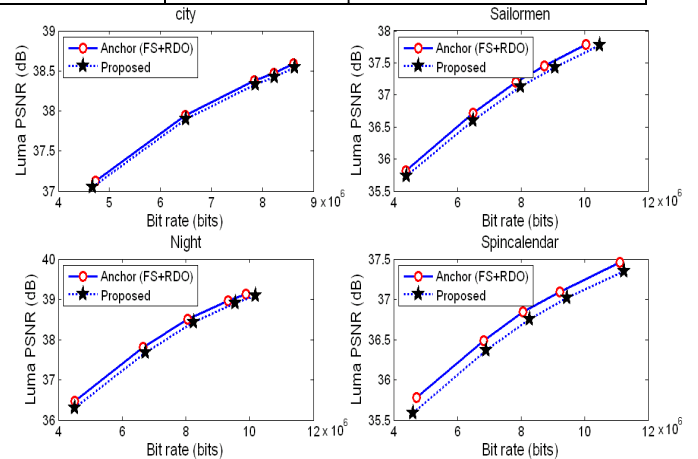 city
39
38.5
38
37.5
37
Luma PSNR (dB)
Anchor (FS+RDO)
Proposed
4 5 6 7 8 9 x 10^6
Bit rate (bits)
Sailormen
38
37.5
37
36.5
36
35.5
Luma PSNR (dB)
Anchor (FS+RDO)
Proposed
4 6 8 10 12 x 10^6
Bit rate (bits)
Night
40
39
38
37
36
Luma PSNR (dB)
Anchor (FS+RDO)
Proposed
4 6 8 10 12 x 10^6
Bit rate (bits)
Spincalendar
37.5
37
36.5
36
35.5
Luma PSNR (dB)
Anchor (FS+RDO)
Proposed
4 6 8 10 12 x 10^6
Bit rate (bits)